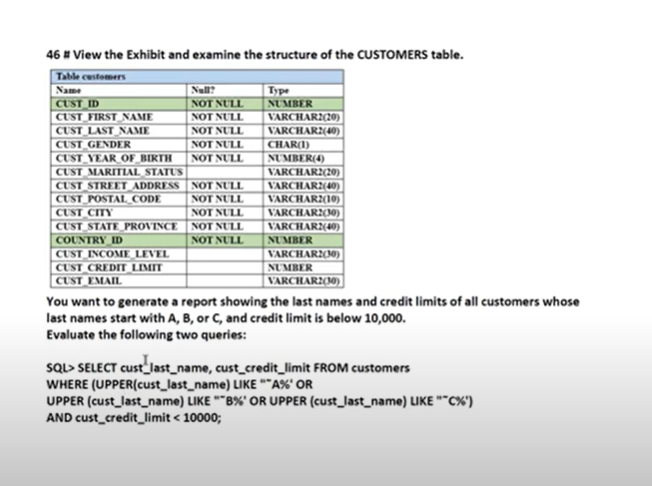 46 # View the Exhibit and examine the structure of the CUSTOMERS table.
Table customers
Name Null? Type
CUST_ID NOT NULL NUMBER
CUST_FIRST_NAME NOT NULL VARCHAR2(20)
CUST_LAST_NAME NOT NULL VARCHAR2(40)
CUST_GENDER NOT NULL CHAR(1)
CUST_YEAR_OF_BIRTH NOT NULL NUMBER(4)
CUST_MARITIAL_STATUS VARCHAR2(20)
CUST_STREET_ADDRESS NOT NULL VARCHAR2(40)
CUST_POSTAL_CODE NOT NULL VARCHAR2(10)
CUST_CITY NOT NULL VARCHAR2(30)
CUST_STATE_PROVINCE NOT NULL VARCHAR2(40)
COUNTRY_ID NOT NULL NUMBER
CUST_INCOME_LEVEL VARCHAR2(30)
CUST_CREDIT_LIMIT NUMBER
CUST_EMAIL VARCHAR2(30)
You want to generate a report showing the last names and credit limits of all customers whose
last names start with A, B, or C, and credit limit is below 10,000.
Evaluate the following two queries:
SQL> SELECT cust_last_name, cust_credit_limit FROM customers
WHERE (UPPER(cust_last_name) LIKE "˜A%' OR
UPPER (cust_last_name) LIKE "˜B%' OR UPPER (cust_last_name) LIKE "˜C%')
AND cust_credit_limit < 10000;